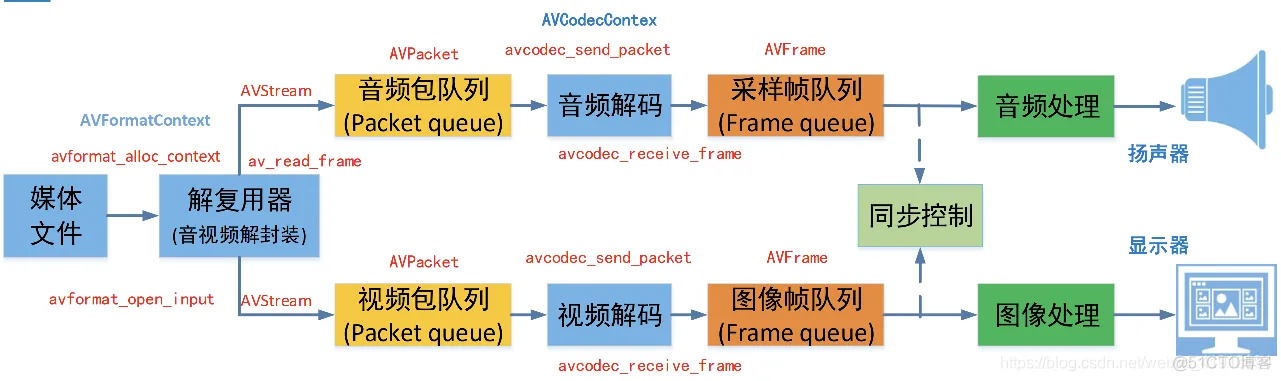 AVCodecContex
AVPacket
avcodec_send_packet
AVFrame
AVStream
音频包队列
(Packet queue)
音频解码
采样帧队列
(Frame queue)
音频处理
AVFormatContext
avformat_alloc_context
av_read_frame
avcodec_receive_frame
扬声器
媒体
文件
解复用器
(音视频解封装)
同步控制
avformat_open_input
AVStream
AVPacket
avcodec_send_packet
AVFrame
显示器
视频包队列
(Packet queue)
视频解码
图像帧队列
(Frame queue)
图像处理
avcodec_receive_frame
https://blog.csdn.net/wei
@51CTO博客